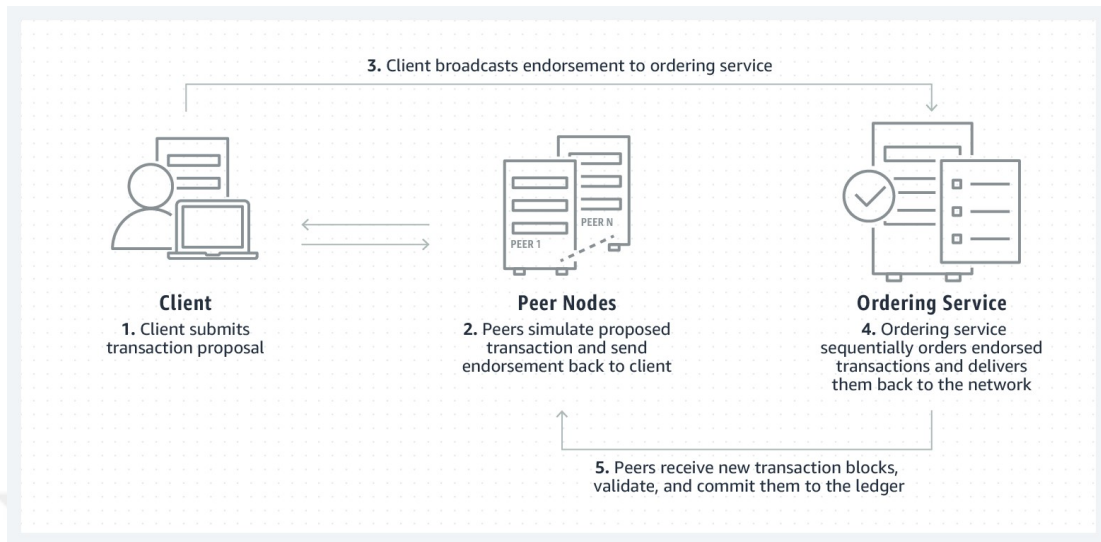 3. Client broadcasts endorsement to ordering service
PEER 1
PEER N
Client
1. Client submits
transaction proposal
Peer Nodes
2. Peers simulate proposed
transaction and send
endorsement back to client
Ordering Service
4. Ordering service
sequentially orders endorsed
transactions and delivers
them back to the network
5. Peers receive new transaction blocks,
validate, and commit them to the ledger